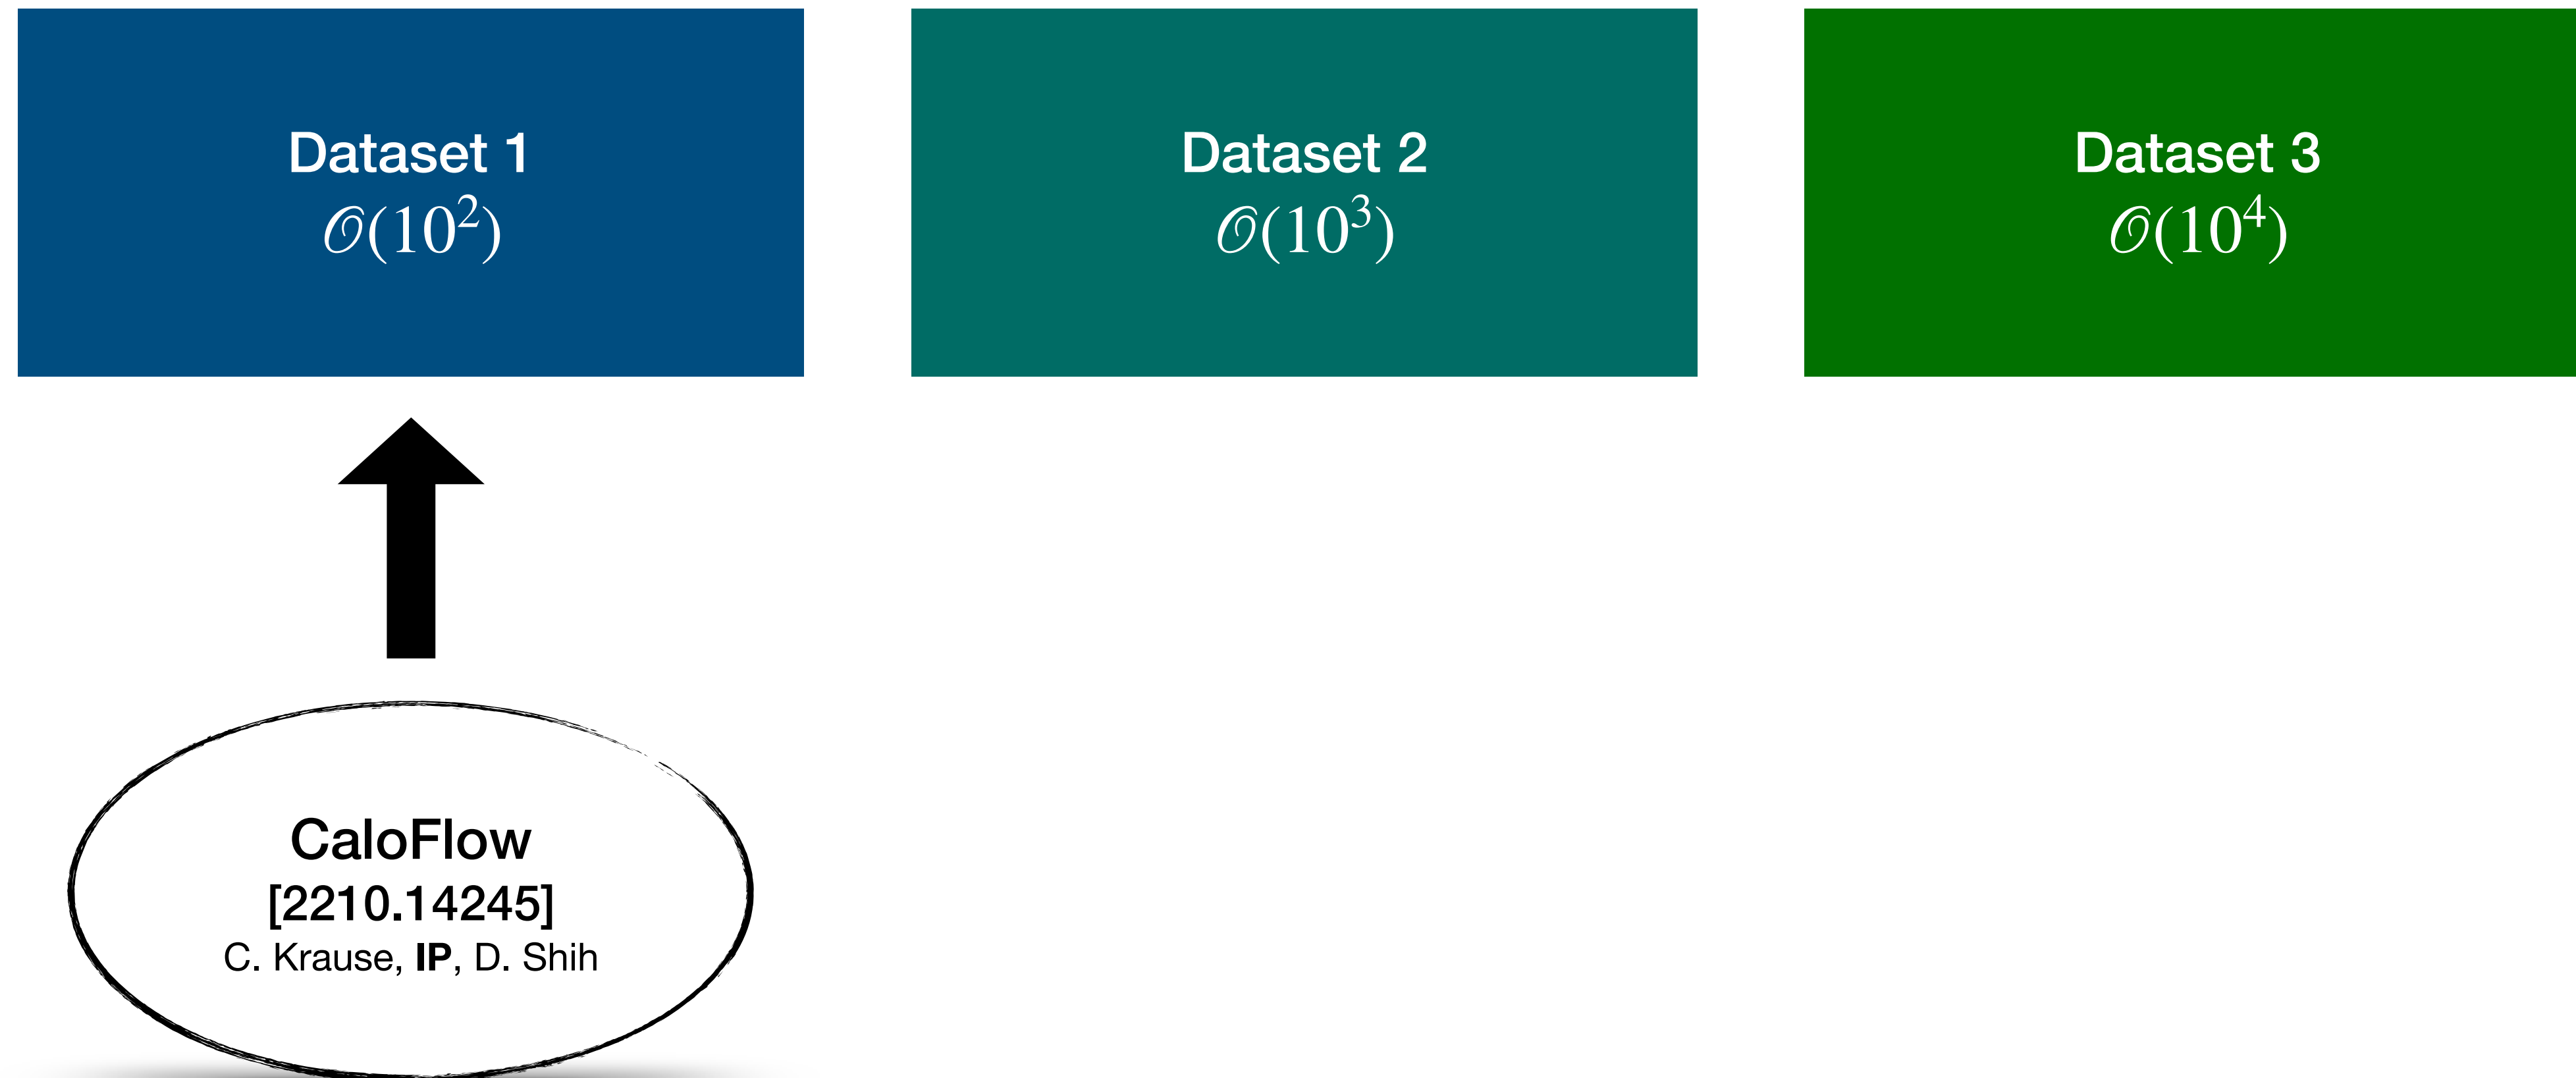 Dataset 1
𝒪(10²)
Dataset 2
𝒪(10³)
Dataset 3
𝒪(10⁴)
CaloFlow
[2210.14245]
C. Krause, IP, D. Shih